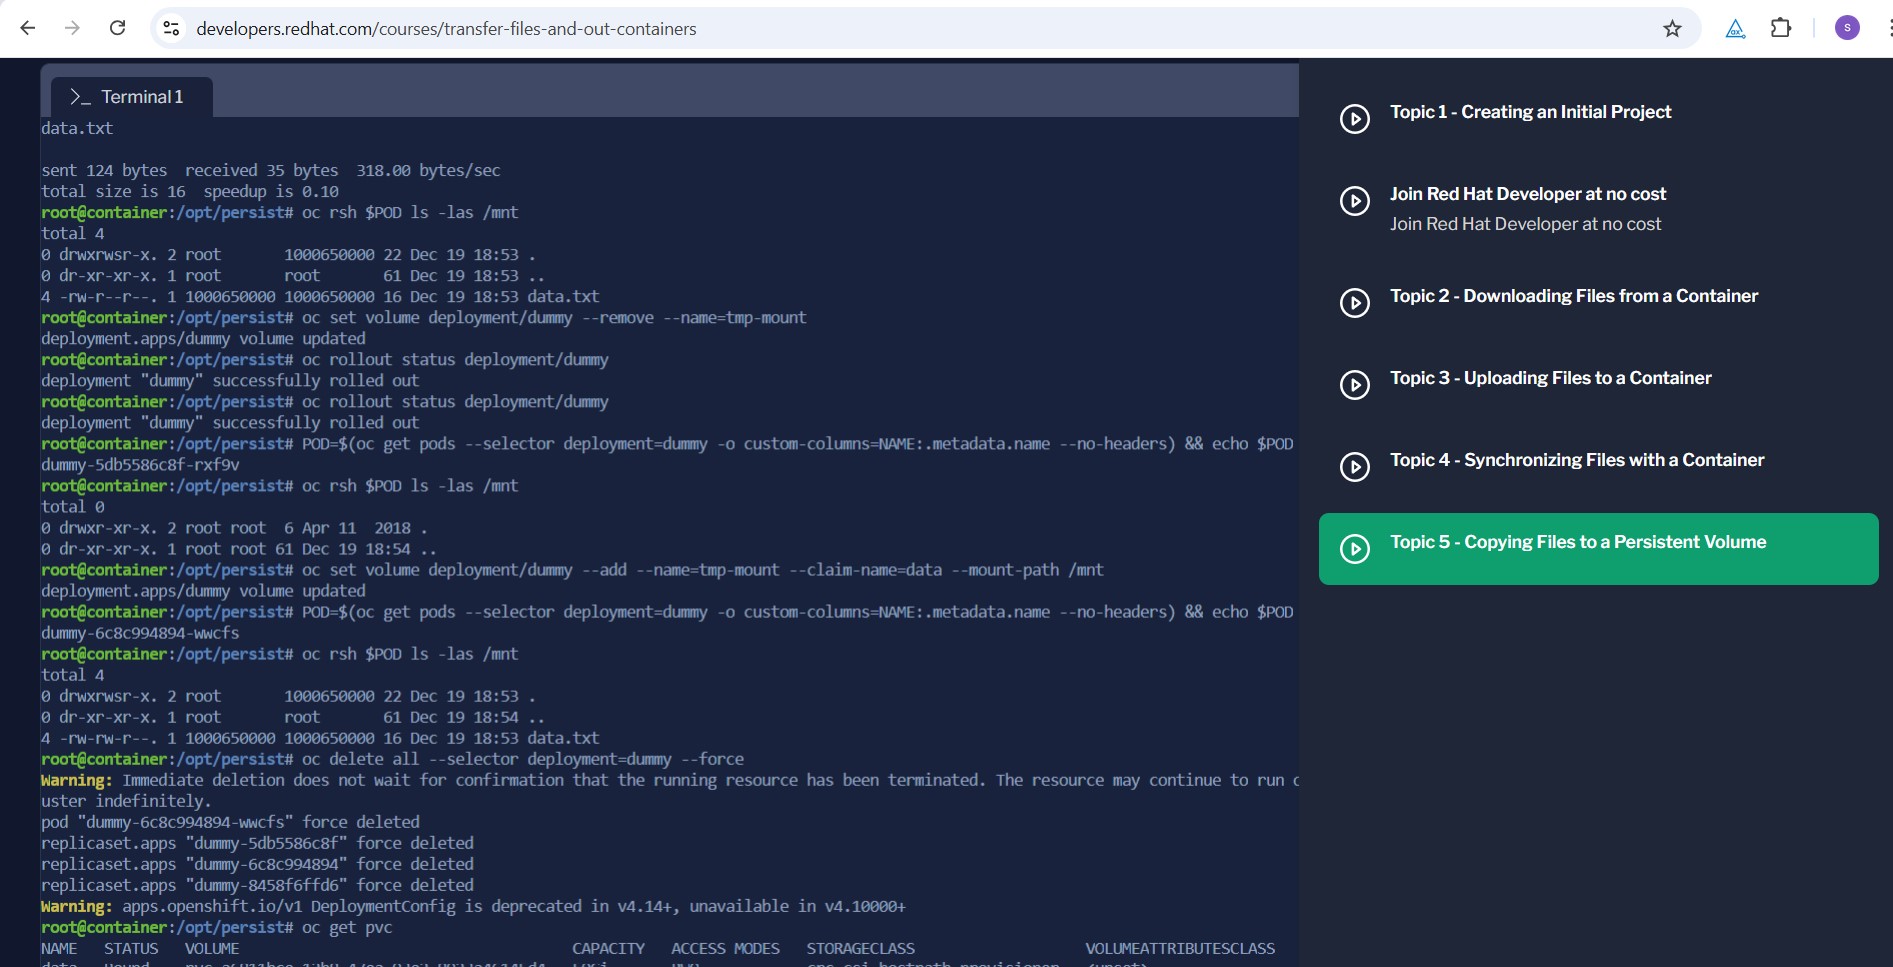 developers.redhat.com/courses/transfer-files-and-out-containers
S
>_ Terminal 1
data.txt
sent 124 bytes  received 35 bytes  318.00 bytes/sec
total size is 16  speedup is 0.10
root@container:/opt/persist# oc rsh $POD ls -las /mnt
total 4
0 drwxrwsr-x. 2 root       1000650000 22 Dec 19 18:53 .
0 dr-xr-xr-x. 1 root       root       61 Dec 19 18:53 ..
4 -rw-r--r--. 1 1000650000 1000650000 16 Dec 19 18:53 data.txt
root@container:/opt/persist# oc set volume deployment/dummy --remove --name=tmp-mount
deployment.apps/dummy volume updated
root@container:/opt/persist# oc rollout status deployment/dummy
deployment "dummy" successfully rolled out
root@container:/opt/persist# oc rollout status deployment/dummy
deployment "dummy" successfully rolled out
root@container:/opt/persist# POD=$(oc get pods --selector deployment=dummy -o custom-columns=NAME:.metadata.name --no-headers) && echo $POD
dummy-5db5586c8f-rxf9v
root@container:/opt/persist# oc rsh $POD ls -las /mnt
total 0
0 drwxr-xr-x. 2 root root  6 Apr 11  2018 .
0 dr-xr-xr-x. 1 root root 61 Dec 19 18:54 ..
root@container:/opt/persist# oc set volume deployment/dummy --add --name=tmp-mount --claim-name=data --mount-path /mnt
deployment.apps/dummy volume updated
root@container:/opt/persist# POD=$(oc get pods --selector deployment=dummy -o custom-columns=NAME:.metadata.name --no-headers) && echo $POD
dummy-6c8c994894-wwcfs
root@container:/opt/persist# oc rsh $POD ls -las /mnt
total 4
0 drwxrwsr-x. 2 root       1000650000 22 Dec 19 18:53 .
0 dr-xr-xr-x. 1 root       root       61 Dec 19 18:54 ..
4 -rw-rw-r--. 1 1000650000 1000650000 16 Dec 19 18:53 data.txt
root@container:/opt/persist# oc delete all --selector deployment=dummy --force
Warning: Immediate deletion does not wait for confirmation that the running resource has been terminated. The resource may continue to run
uster indefinitely.
pod "dummy-6c8c994894-wwcfs" force deleted
replicaset.apps "dummy-5db5586c8f" force deleted
replicaset.apps "dummy-6c8c994894" force deleted
replicaset.apps "dummy-8458f6ffd6" force deleted
Warning: apps.openshift.io/v1 DeploymentConfig is deprecated in v4.14+, unavailable in v4.10000+
root@container:/opt/persist# oc get pvc
NAME   STATUS   VOLUME   CAPACITY   ACCESS MODES   STORAGECLASS   VOLUMEATTRIBUTESCLASS
Topic 1 - Creating an Initial Project
Join Red Hat Developer at no cost
Join Red Hat Developer at no cost
Topic 2 - Downloading Files from a Container
Topic 3 - Uploading Files to a Container
Topic 4 - Synchronizing Files with a Container
Topic 5 - Copying Files to a Persistent Volume